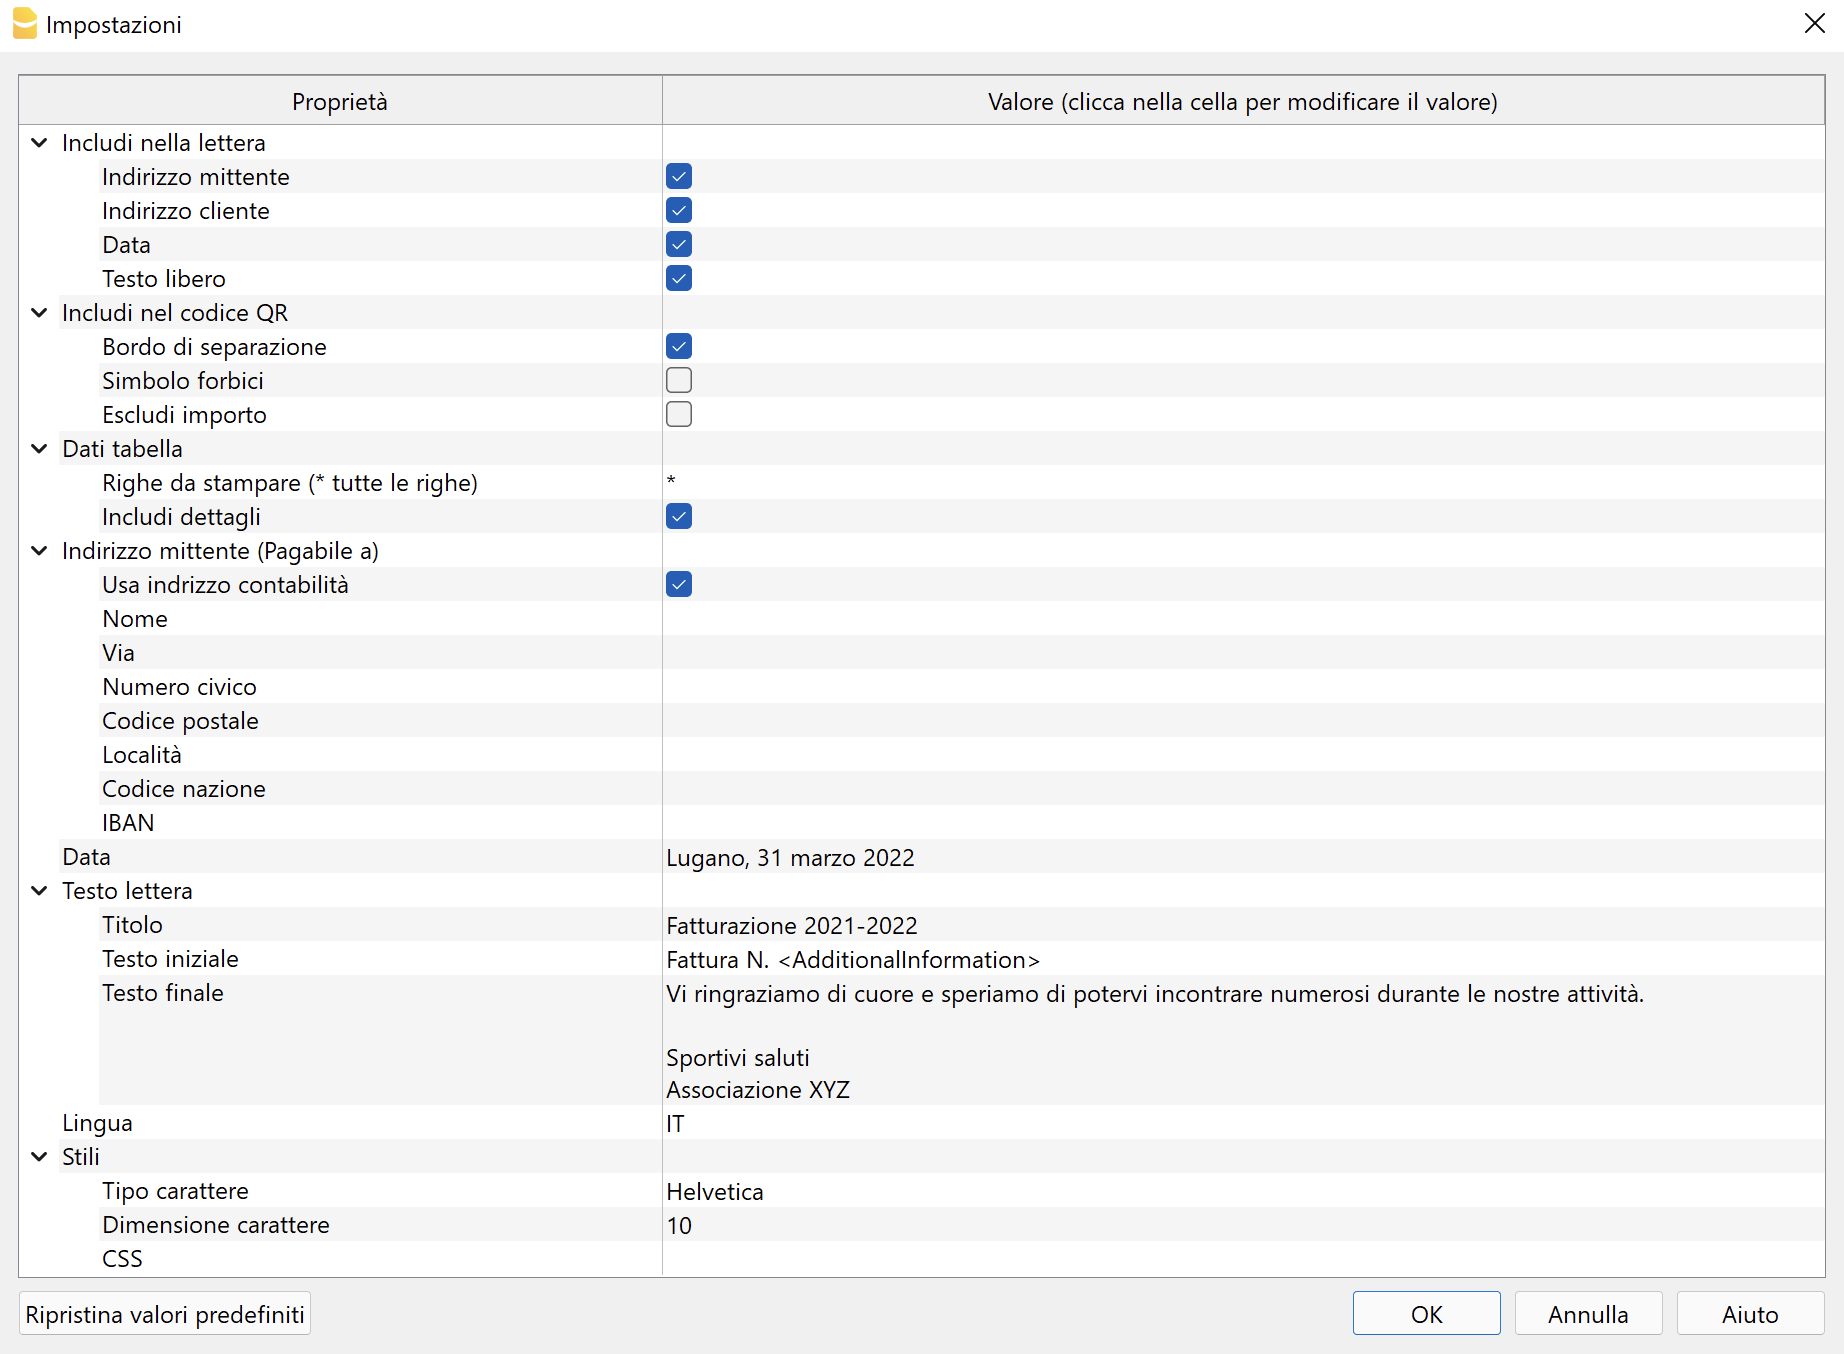 Impostazioni
Proprietà Valore (clicca nella cella per modificare il valore)
Includi nella lettera
Indirizzo mittente
Indirizzo cliente
Data
Testo libero
Includi nel codice QR
Bordo di separazione
Simbolo forbici
Escludi importo
Dati tabella
Righe da stampare (* tutte le righe) *
Includi dettagli
Indirizzo mittente (Pagabile a)
Usa indrizzo contabilità
Nome
Via
Numero civico
Codice postale
Località
Codice nazione
IBAN
Data Lugano, 31 marzo 2022
Testo lettera
Titolo Fatturazione 2021-2022
Testo iniziale Fattura N. <AdditionalInformation>
Testo finale Vi ringraziamo di cuore e speriamo di potervi incontrare numerosi durante le nostre attività.
Sportivi saluti
Associazione XYZ
Lingua IT
Stili
Tipo carattere Helvetica
Dimensione carattere 10
CSS
Ripristina valori predefiniti OK Annulla Aiuto